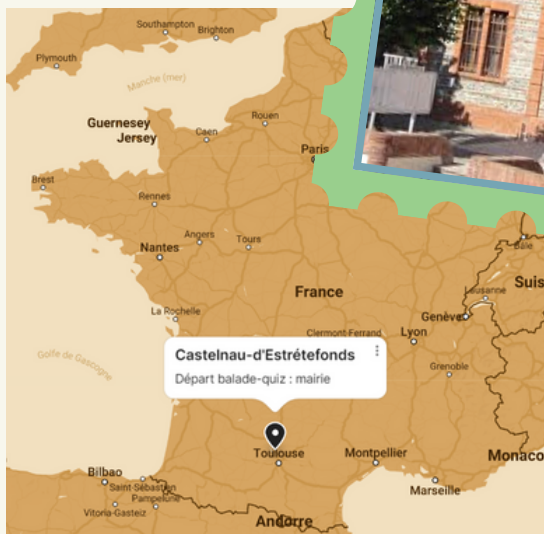 Southampton
Brighton
Plymouth
Manche (mer)
Guernesey
Jersey
Rouen
Caen
Paris
Brest
Rennes
Angers
Tours
Nantes
Bâle
Suis
Lausanne
France
La Rochelle
Genève
Clermont-Ferrand
Lyon
Castelnau-d'Estrétefonds
Départ balade-quiz : mairie
Golfe de Gascogne
Grenoble
Toulouse
Montpellier
Monaco
Bilbao
Saint-Sébastien
Marseille
Pampelune
Vitoria-Gasteiz
Andorre